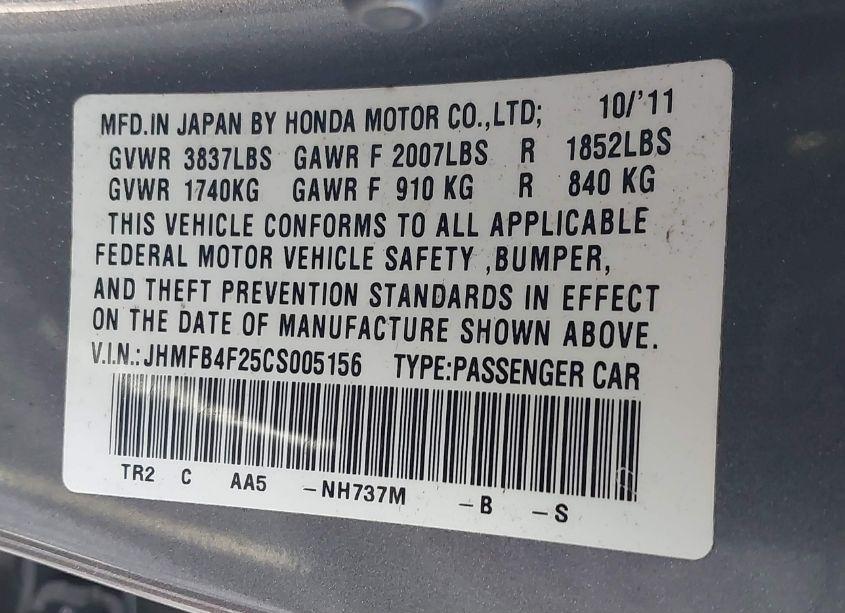 MFD.IN JAPAN BY HONDA MOTOR CO.,LTD; 10/'11
GVWR 3837LBS GAWR F 2007LBS R 1852LBS
GVWR 1740KG GAWR F 910 KG R 840 KG
THIS VEHICLE CONFORMS TO ALL APPLICABLE
FEDERAL MOTOR VEHICLE SAFETY ,BUMPER,
AND THEFT PREVENTION STANDARDS IN EFFECT
ON THE DATE OF MANUFACTURE SHOWN ABOVE.
V.I.N.:JHMFB4F25CS005156 TYPE:PASSENGER CAR
TR2 C AA5 -NH737M -B -S